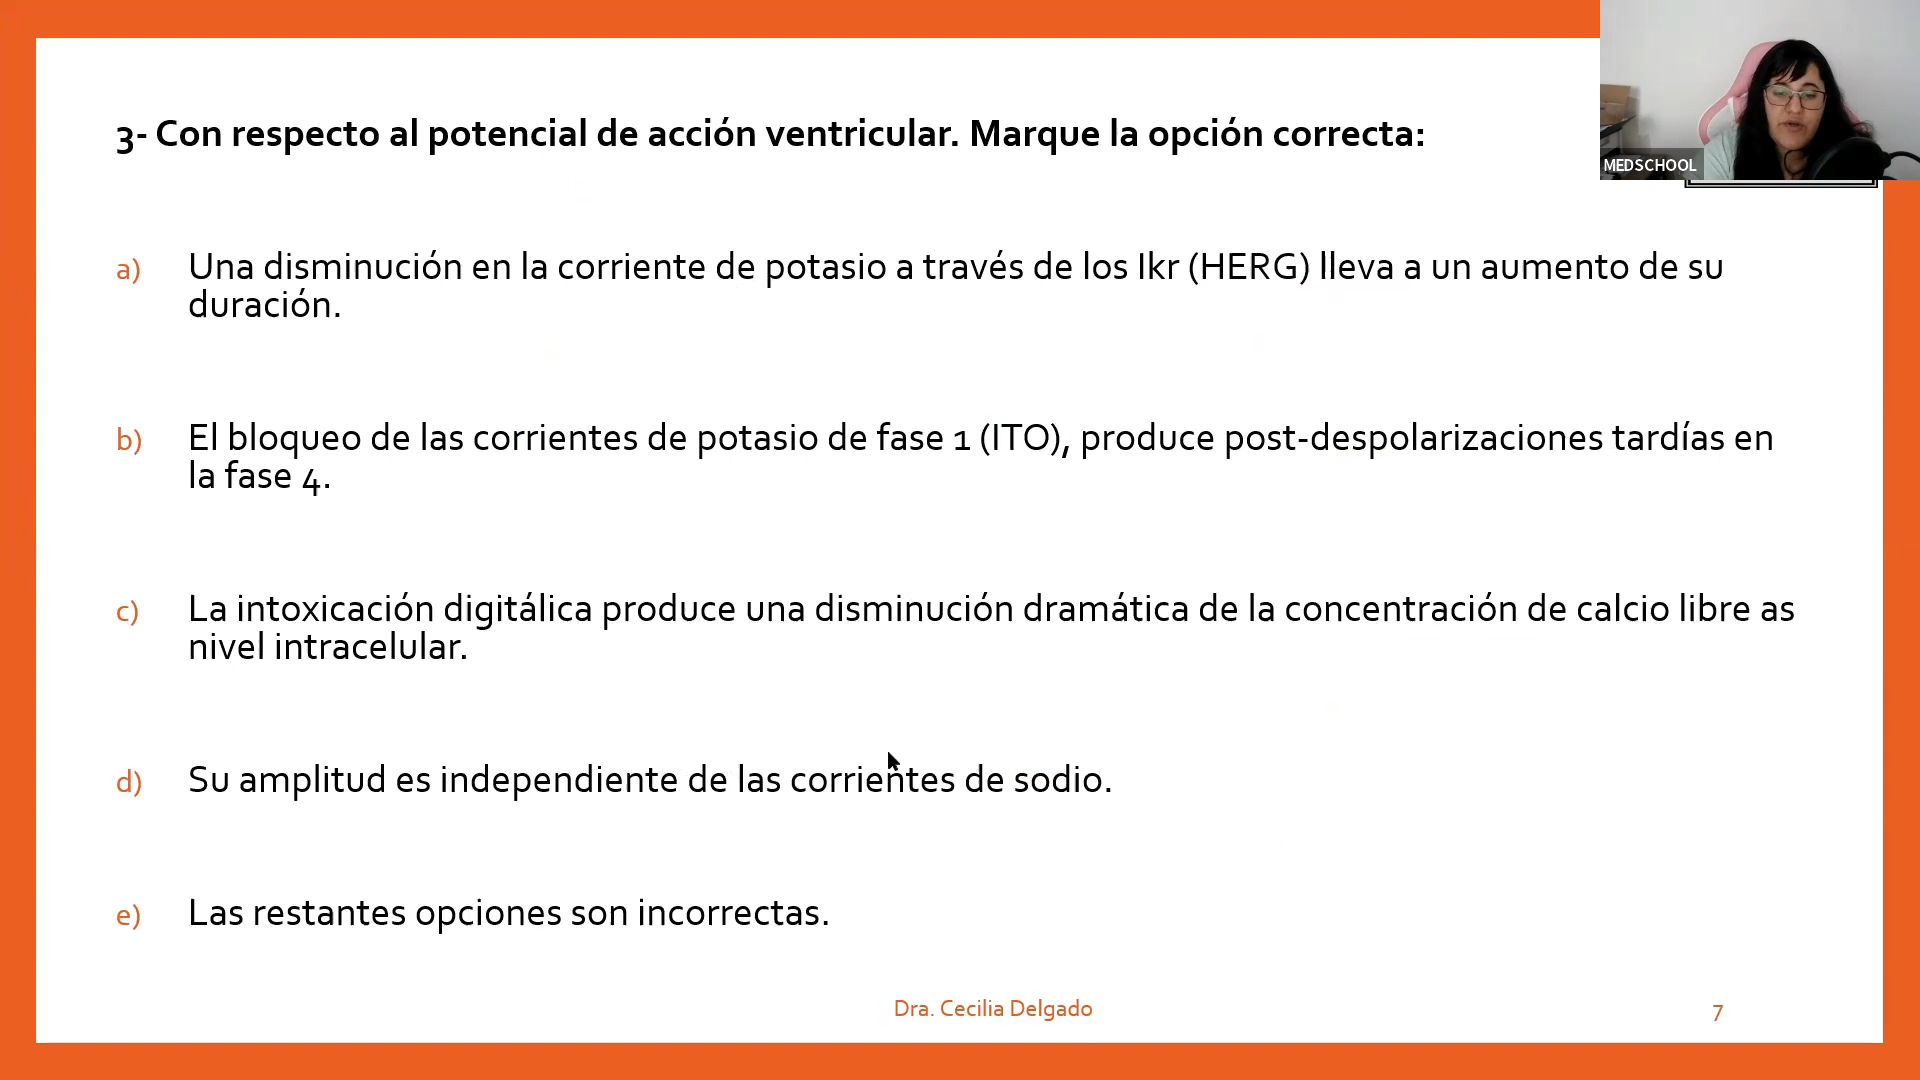 3- Con respecto al potencial de acción ventricular. Marque la opción correcta:
MEDSCHOOL
a) Una disminución en la corriente de potasio a través de los Ikr (HERG) lleva a un aumento de su
duración.
b) El bloqueo de las corrientes de potasio de fase 1 (ITO), produce post-despolarizaciones tardías en
la fase 4.
c) La intoxicación digitálica produce una disminución dramática de la concentración de calcio libre as
nivel intracelular.
d) Su amplitud es independiente de las corrientes de sodio.
e) Las restantes opciones son incorrectas.
Dra. Cecilia Delgado
7